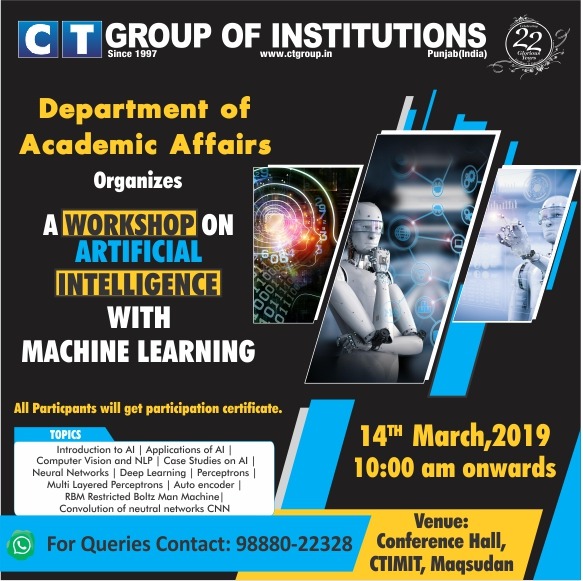 CT GROUP OF INSTITUTIONS
Since 1997 www.ctgroup.in Punjab(India)
22
Glorious
Years
Department of
Academic Affairs
Organizes
A WORKSHOP ON
ARTIFICIAL
INTELLIGENCE
WITH
MACHINE LEARNING
All Particpants will get participation certificate.
TOPICS
Introduction to AI | Applications of AI |
Computer Vision and NLP | Case Studies on AI |
Neural Networks | Deep Learning | Perceptrons |
Multi Layered Perceptrons | Auto encoder |
RBM Restricted Boltz Man Machine|
Convolution of neutral networks CNN
14TH March,2019
10:00 am onwards
For Queries Contact: 98880-22328
Venue:
Conference Hall,
CTIMIT, Maqsudan